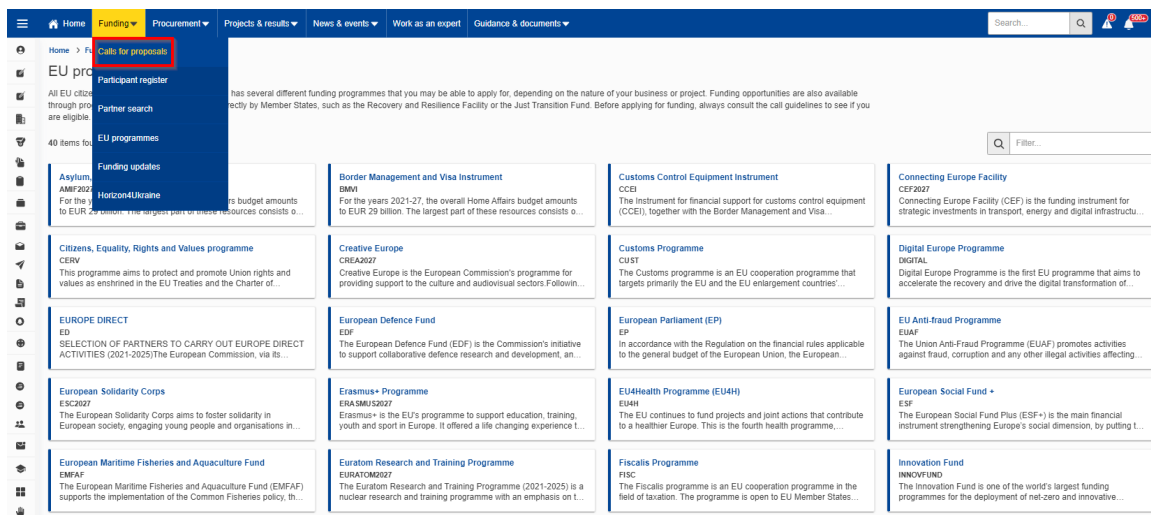 Home Funding Procurement Projects & results News & events Work as an expert Guidance & documents Search... 0 500+
Home > Fu
Calls for proposals
Participant register
Partner search
EU programmes
Funding updates
Horizon4Ukraine
EU pro
All EU citize has several different funding programmes that you may be able to apply for, depending on the nature of your business or project. Funding opportunities are also available
through pro rectly by Member States, such as the Recovery and Resilience Facility or the Just Transition Fund. Before applying for funding, always consult the call guidelines to see if you
are eligible.
40 items fou
Filter...
Asylum,
AMIF2027
For the y rs budget amounts
to EUR 29 billion. The largest part of these resources consists o...
Border Management and Visa Instrument
BMVI
For the years 2021-27, the overall Home Affairs budget amounts
to EUR 29 billion. The largest part of these resources consists o...
Customs Control Equipment Instrument
CCEI
The Instrument for financial support for customs control equipment
(CCEI), together with the Border Management and Visa...
Connecting Europe Facility
CEF2027
Connecting Europe Facility (CEF) is the funding instrument for
strategic investments in transport, energy and digital infrastructu...
Citizens, Equality, Rights and Values programme
CERV
This programme aims to protect and promote Union rights and
values as enshrined in the EU Treaties and the Charter of...
Creative Europe
CREA2027
Creative Europe is the European Commission's programme for
providing support to the culture and audiovisual sectors.Followin...
Customs Programme
CUST
The Customs programme is an EU cooperation programme that
targets primarily the EU and the EU enlargement countries'...
Digital Europe Programme
DIGITAL
Digital Europe Programme is the first EU programme that aims to
accelerate the recovery and drive the digital transformation of...
EUROPE DIRECT
ED
SELECTION OF PARTNERS TO CARRY OUT EUROPE DIRECT
ACTIVITIES (2021-2025)The European Commission, via its...
European Defence Fund
EDF
The European Defence Fund (EDF) is the Commission's initiative
to support collaborative defence research and development, an...
European Parliament (EP)
EP
In accordance with the Regulation on the financial rules applicable
to the general budget of the European Union, the European...
EU Anti-fraud Programme
EUAF
The Union Anti-Fraud Programme (EUAF) promotes activities
against fraud, corruption and any other illegal activities affecting...
European Solidarity Corps
ESC2027
The European Solidarity Corps aims to foster solidarity in
European society, engaging young people and organisations in...
Erasmus+ Programme
ERASMUS2027
Erasmus+ is the EU's programme to support education, training,
youth and sport in Europe. It offered a life changing experience t...
EU4Health Programme (EU4H)
EU4H
The EU continues to fund projects and joint actions that contribute
to a healthier Europe. This is the fourth health programme,...
European Social Fund +
ESF
The European Social Fund Plus (ESF+) is the main financial
instrument strengthening Europe's social dimension, by putting t...
European Maritime Fisheries and Aquaculture Fund
EMFAF
The European Maritime Fisheries and Aquaculture Fund (EMFAF)
supports the implementation of the Common Fisheries policy, th...
Euratom Research and Training Programme
EURATOM2027
The Euratom Research and Training Programme (2021-2025) is a
nuclear research and training programme with an emphasis on t...
Fiscalis Programme
FISC
The Fiscalis programme is an EU cooperation programme in the
field of taxation. The programme is open to EU Member States...
Innovation Fund
INNOVFUND
The Innovation Fund is one of the world's largest funding
programmes for the deployment of net-zero and innovative...